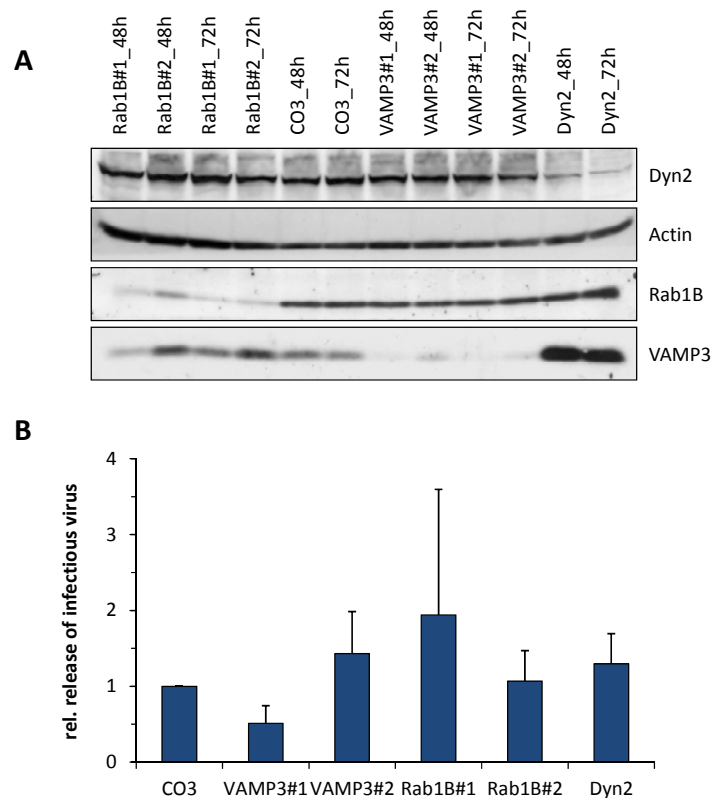 A
Rab1B#1_48h
Rab1B#2_48h
Rab1B#1_72h
Rab1B#2_72h
CO3_48h
CO3_72h
VAMP3#1_48h
VAMP3#2_48h
VAMP3#1_72h
VAMP3#2_72h
Dyn2_48h
Dyn2_72h
Dyn2
Actin
Rab1B
VAMP3
B
rel. release of infectious virus
4
3
2
1
0
CO3 VAMP3#1 VAMP3#2 Rab1B#1 Rab1B#2 Dyn2